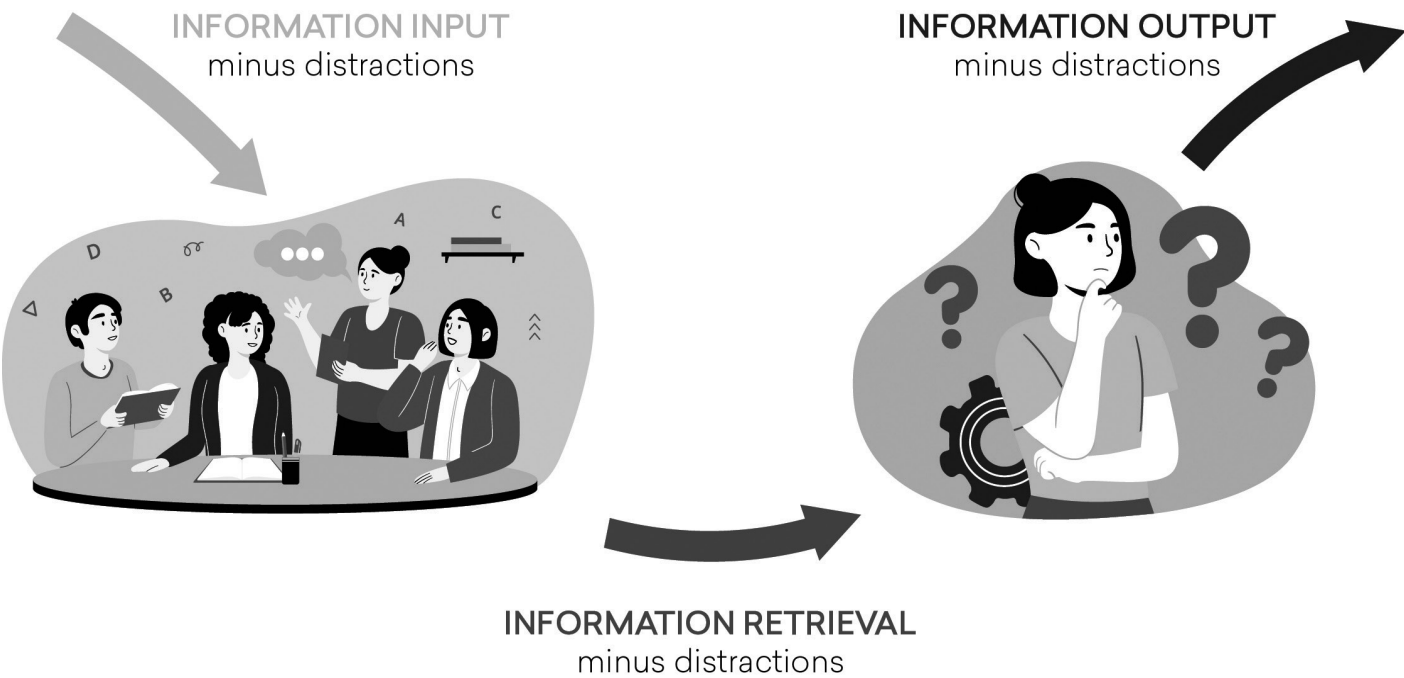 INFORMATION INPUT
minus distractions
INFORMATION OUTPUT
minus distractions
A
C
D
B
INFORMATION RETRIEVAL
minus distractions